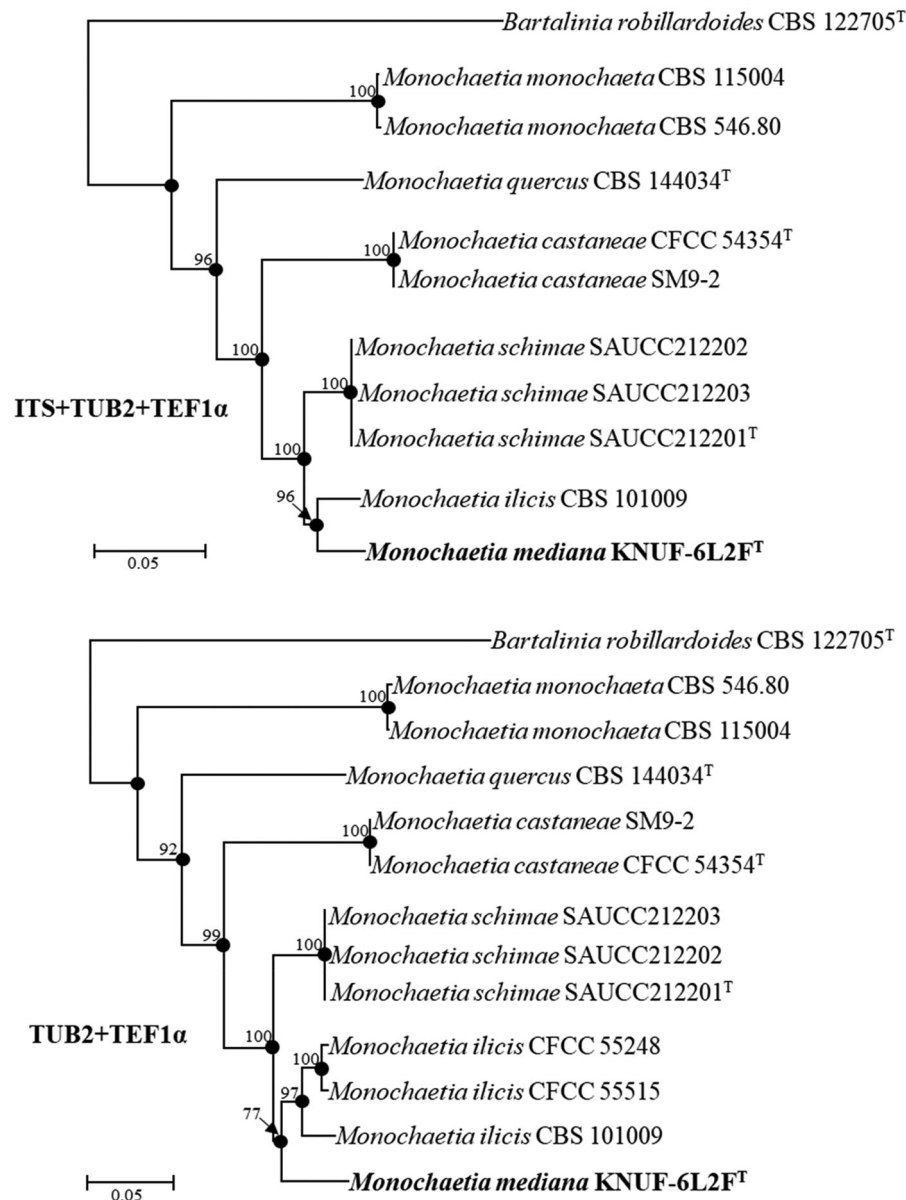 Bartalinia robillardoides CBS 122705T
100
Monochaetia monochaeta CBS 115004
Monochaetia monochaeta CBS 546.80
Monochaetia quercus CBS 144034T
96
100
Monochaetia castaneae CFCC 54354T
Monochaetia castaneae SM9-2
100
Monochaetia schimae SAUCC212202
100
Monochaetia schimae SAUCC212203
ITS+TUB2+TEF1α
Monochaetia schimae SAUCC212201T
100
96
Monochaetia ilicis CBS 101009
Monochaetia mediana KNUF-6L2FT
0.05
Bartalinia robillardoides CBS 122705T
Monochaetia monochaeta CBS 546.80
100
Monochaetia monochaeta CBS 115004
Monochaetia quercus CBS 144034T
Monochaetia castaneae SM9-2
100
92
Monochaetia castaneae CFCC 54354T
Monochaetia schimae SAUCC212203
99
100
Monochaetia schimae SAUCC212202
Monochaetia schimae SAUCC212201T
TUB2+TEF1α
100
Monochaetia ilicis CFCC 55248
100
Monochaetia ilicis CFCC 55515
97
77
Monochaetia ilicis CBS 101009
Monochaetia mediana KNUF-6L2FT
0.05